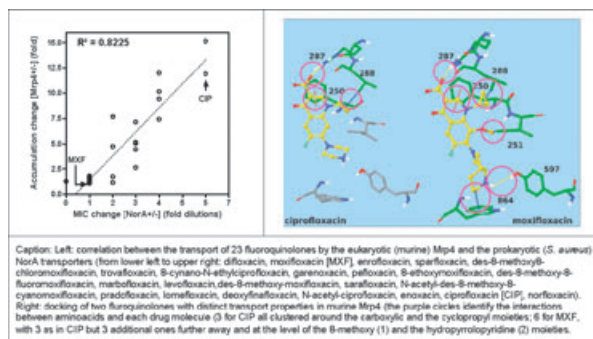 R² = 0.8225
Accumulation change [Mrp4+/-] (fold)
15.0
12.5
10.0
7.5
5.0
2.5
0.0
MXF
CIP
0
1
2
3
4
5
6
7
MIC change [NorA+/-] (fold dilutions)
287
288
250
ciprofloxacin
287
288
250
251
597
864
moxifloxacin
Caption: Left: correlation between the transport of 23 fluoroquinolones by the eukaryotic (murine) Mrp4 and the prokaryotic (S. aureus)
NorA transporters (from lower left to upper right: difloxacin, moxifloxacin [MXF], enrofloxacin, sparfloxacin, des-8-methoxy8-
chloromoxifloxacin, trovafloxacin, 8-cynano-N-ethylciprofloxacin, garenoxacin, pefloxacin, 8-ethoxymoxifloxacin, des-8-methoxy-8-
fluoromoxifloxacin, marbofloxacin, levofloxacin,des-8-methoxy-moxifloxacin, sarafloxacin, N-acetyl-des-8-methoxy-8-
cyanomoxifloxacin, pradofloxacin, lomefloxacin, deoxyfinafloxacin, N-acetyl-ciprofloxacin, enoxacin, ciprofloxacin [CIP], norfloxacin).
Right: docking of two fluoroquinolones with distinct transport properties in murine Mrp4 (the purple circles identify the interactions
between aminoacids and each drug molecule (3 for CIP all clustered around the carboxylic and the cyclopropyl moieties; 6 for MXF,
with 3 as in CIP but 3 additional ones further away and at the level of the 8-methoxy (1) and the hydropyrrolopyridine (2) moieties.